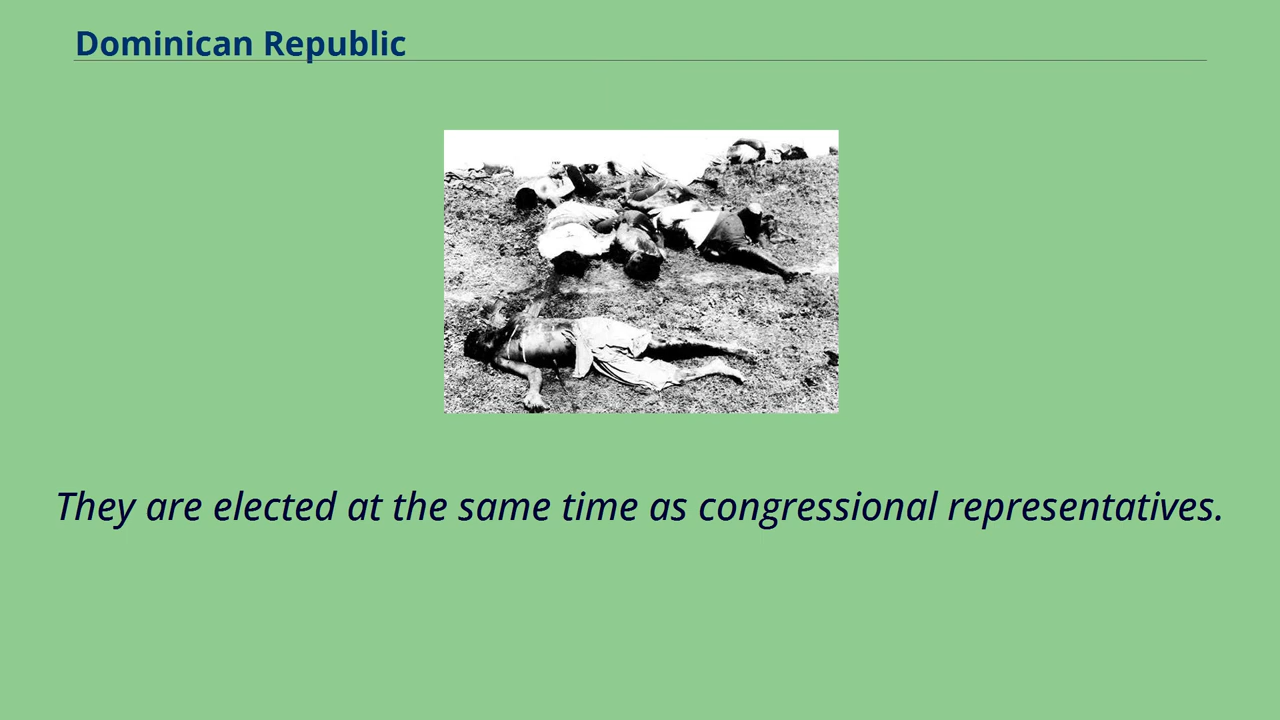 Dominican Republic
They are elected at the same time as congressional representatives.